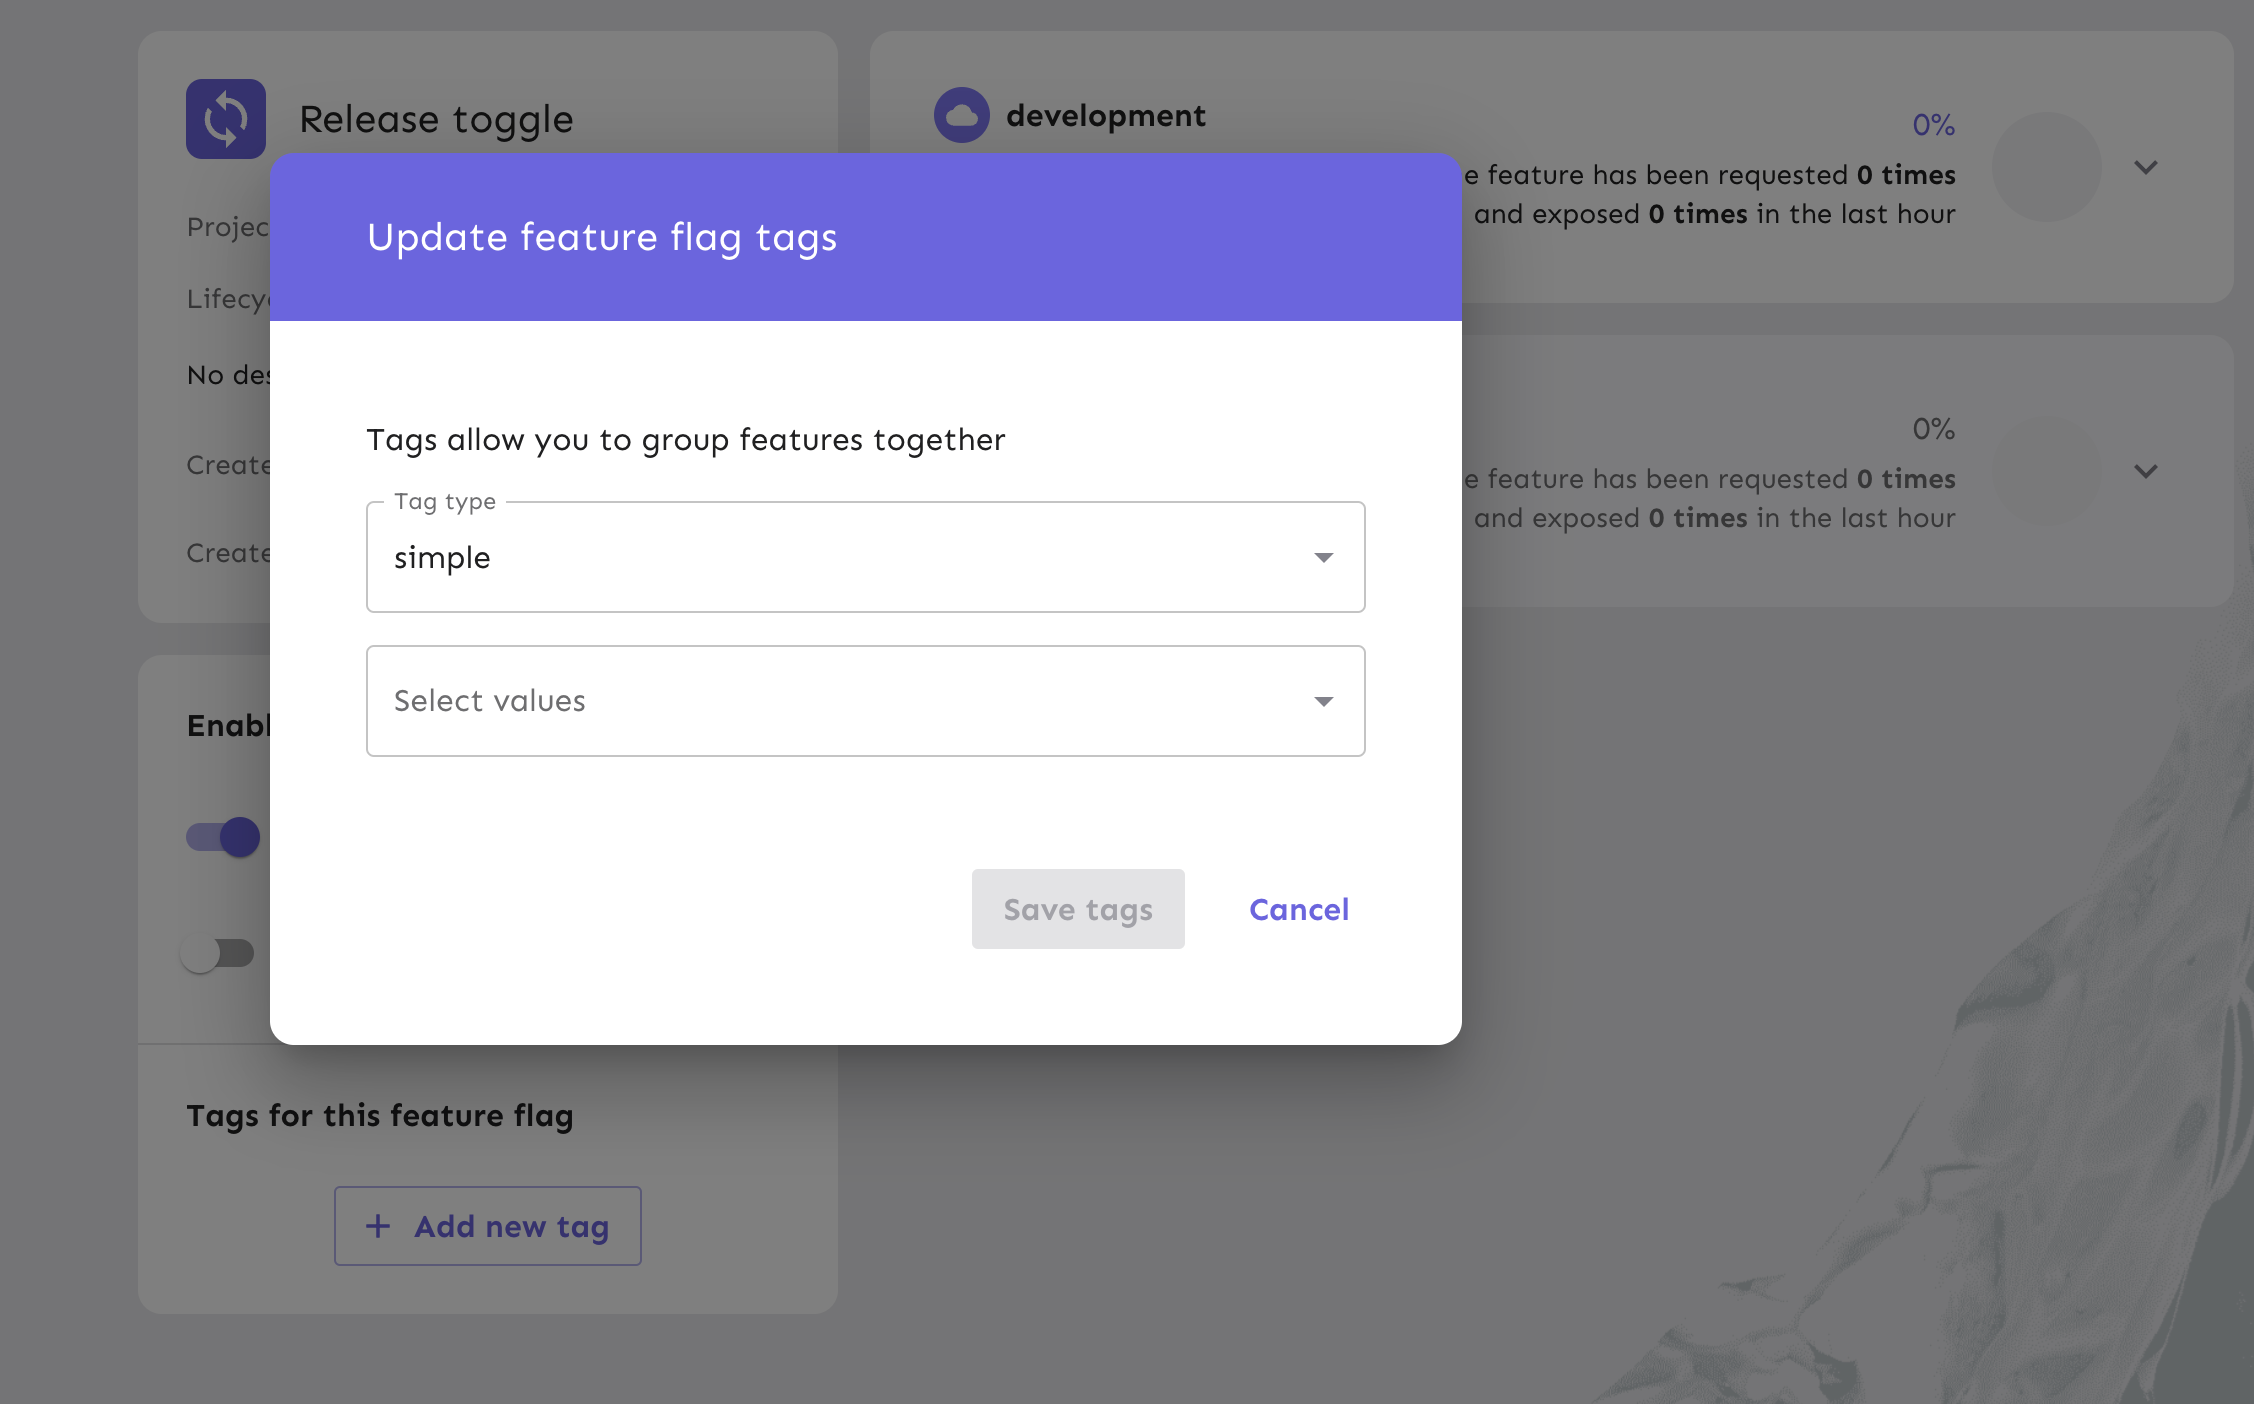 Release toggle
development
0%
e feature has been requested 0 times
and exposed 0 times in the last hour
Update feature flag tags
Projec
Lifecy
No des
Create
Create
0%
e feature has been requested 0 times
and exposed 0 times in the last hour
Tags allow you to group features together
Tag type
simple
Select values
Enabl
Save tags
Cancel
Tags for this feature flag
+ Add new tag